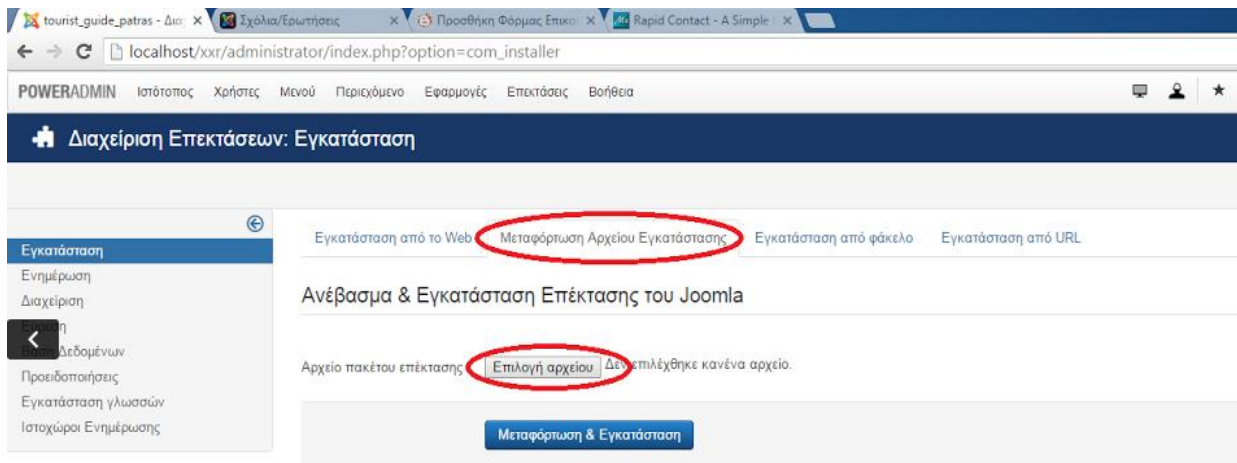 tourist_guide_patras - Δια
Σχόλια/Ερωτήσεις
Προσθήκη Φόρμας Επικοι
Rapid Contact - A Simple
localhost/xxr/administrator/index.php?option=com_installer
POWERADMIN Ιστότοπος Χρήστες Μενού Περιεχόμενο Εφαρμογές Επεκτάσεις Βοήθεια
Διαχείριση Επεκτάσεων: Εγκατάσταση
Εγκατάσταση από το Web Μεταφόρτωση Αρχείου Εγκατάστασης Εγκατάσταση από φάκελο Εγκατάσταση από URL
Εγκατάσταση
Ενημέρωση
Διαχείριση
Δεδομένων
Προειδοποιήσεις
Εγκατάσταση γλωσσών
Ιστοχώροι Ενημέρωσης
Ανέβασμα & Εγκατάσταση Επέκτασης του Joomla
Αρχείο πακέτου επέκτασης Επιλογή αρχείου Δεν επιλέχθηκε κανένα αρχείο.
Μεταφόρτωση & Εγκατάσταση